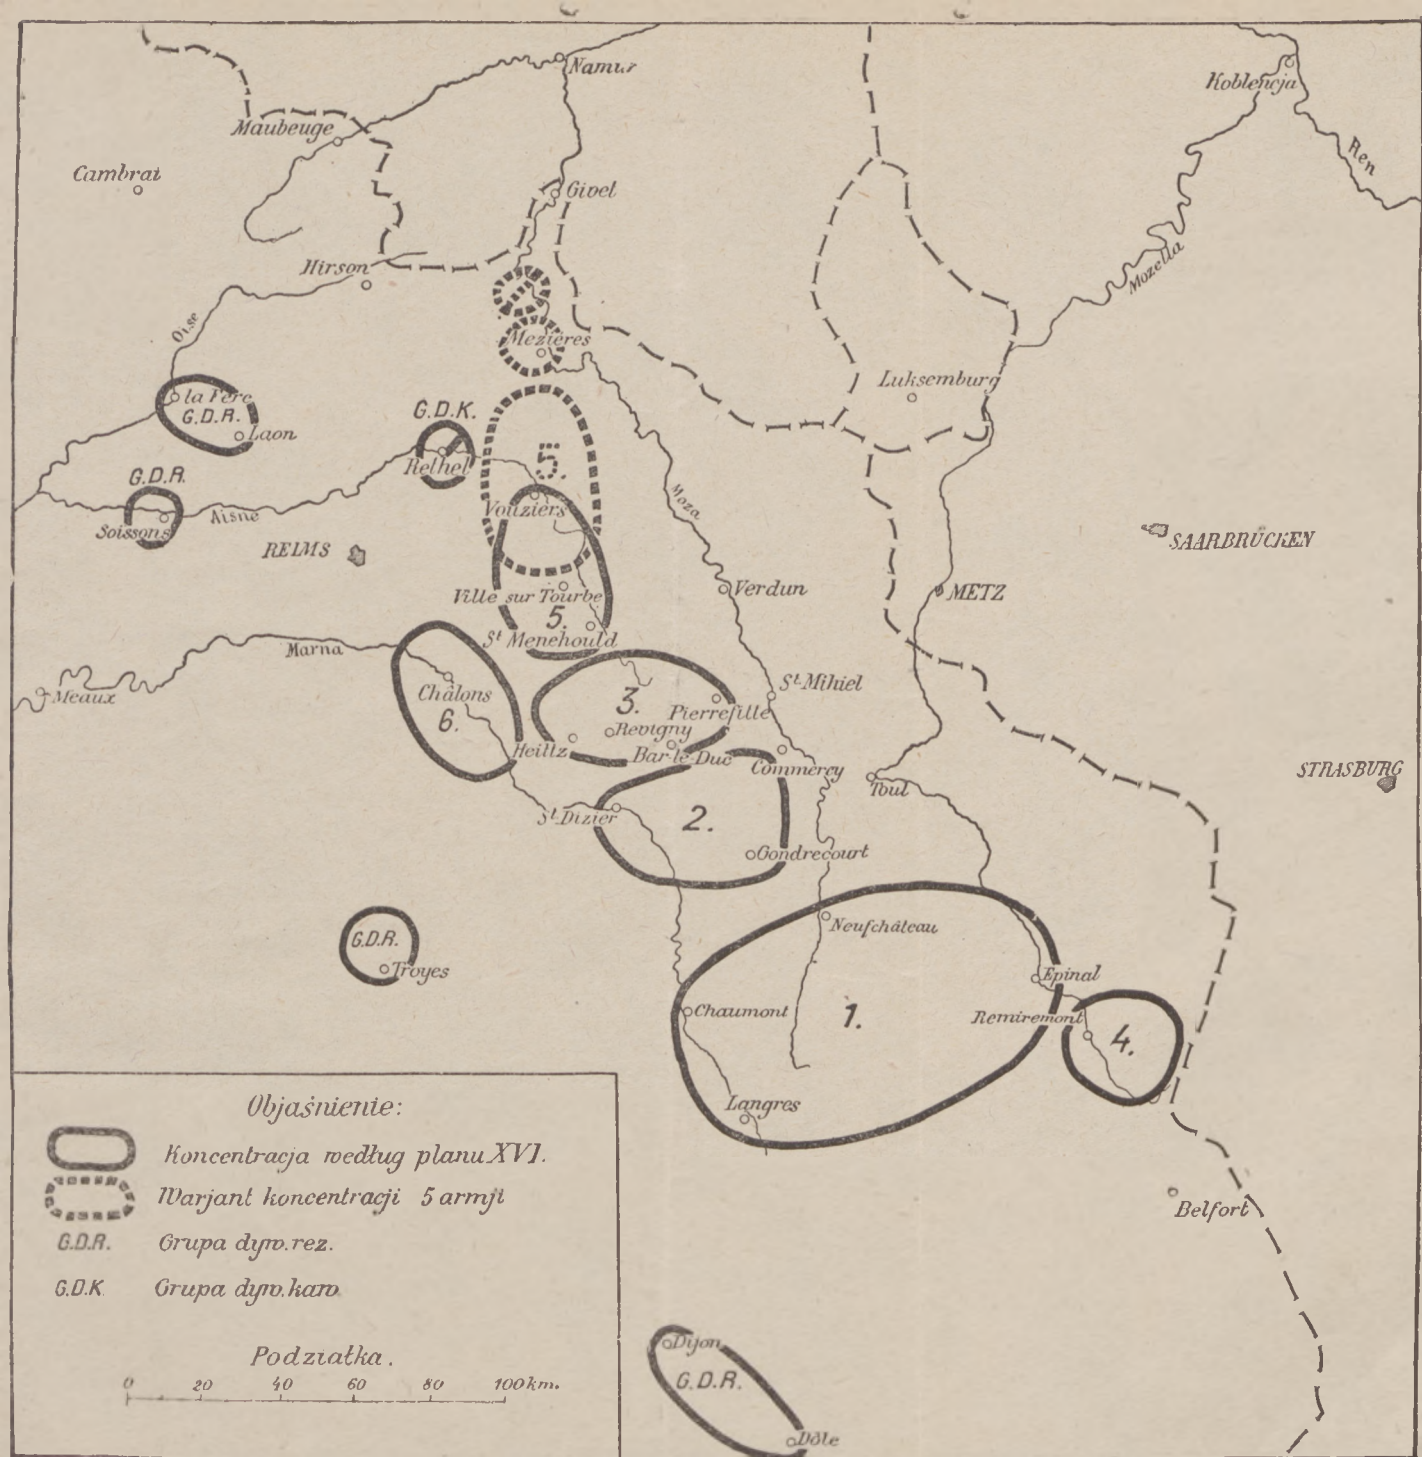 Namur
Koblencja
Maubeuge
Ren
Cambrai
Givel
Hirson
Mozella
Oise
Mezières
Luksemburg
la Fère
G.D.R.
Laon
G.D.K.
Rethel
5.
G.D.R.
Vouziers
Moza
Soissons
Aisne
REIMS
SAARBRÜCKEN
Ville sur Tourbe
Verdun
METZ
5.
St Menehould
Marna
Meaux
Châlons
6.
3.
Pierrefille
St Mihiel
Revigny
Heiltz
Bar-le-Duc
Commercy
Toul
STRASBURG
St Dizier
2.
Gondrecourt
Neufchâteau
G.D.R.
Troyes
Epinal
Chaumont
1.
Remiremont
4.
Langres
Belfort
Objaśnienie:
Koncentracja według planu XVI.
Warjant koncentracji 5 armji
G.D.R. Grupa dyw. rez.
G.D.K Grupa dyw. kaw
Podziałka.
0 20 40 60 80 100 km.
Dijon
G.D.R.
Dôle